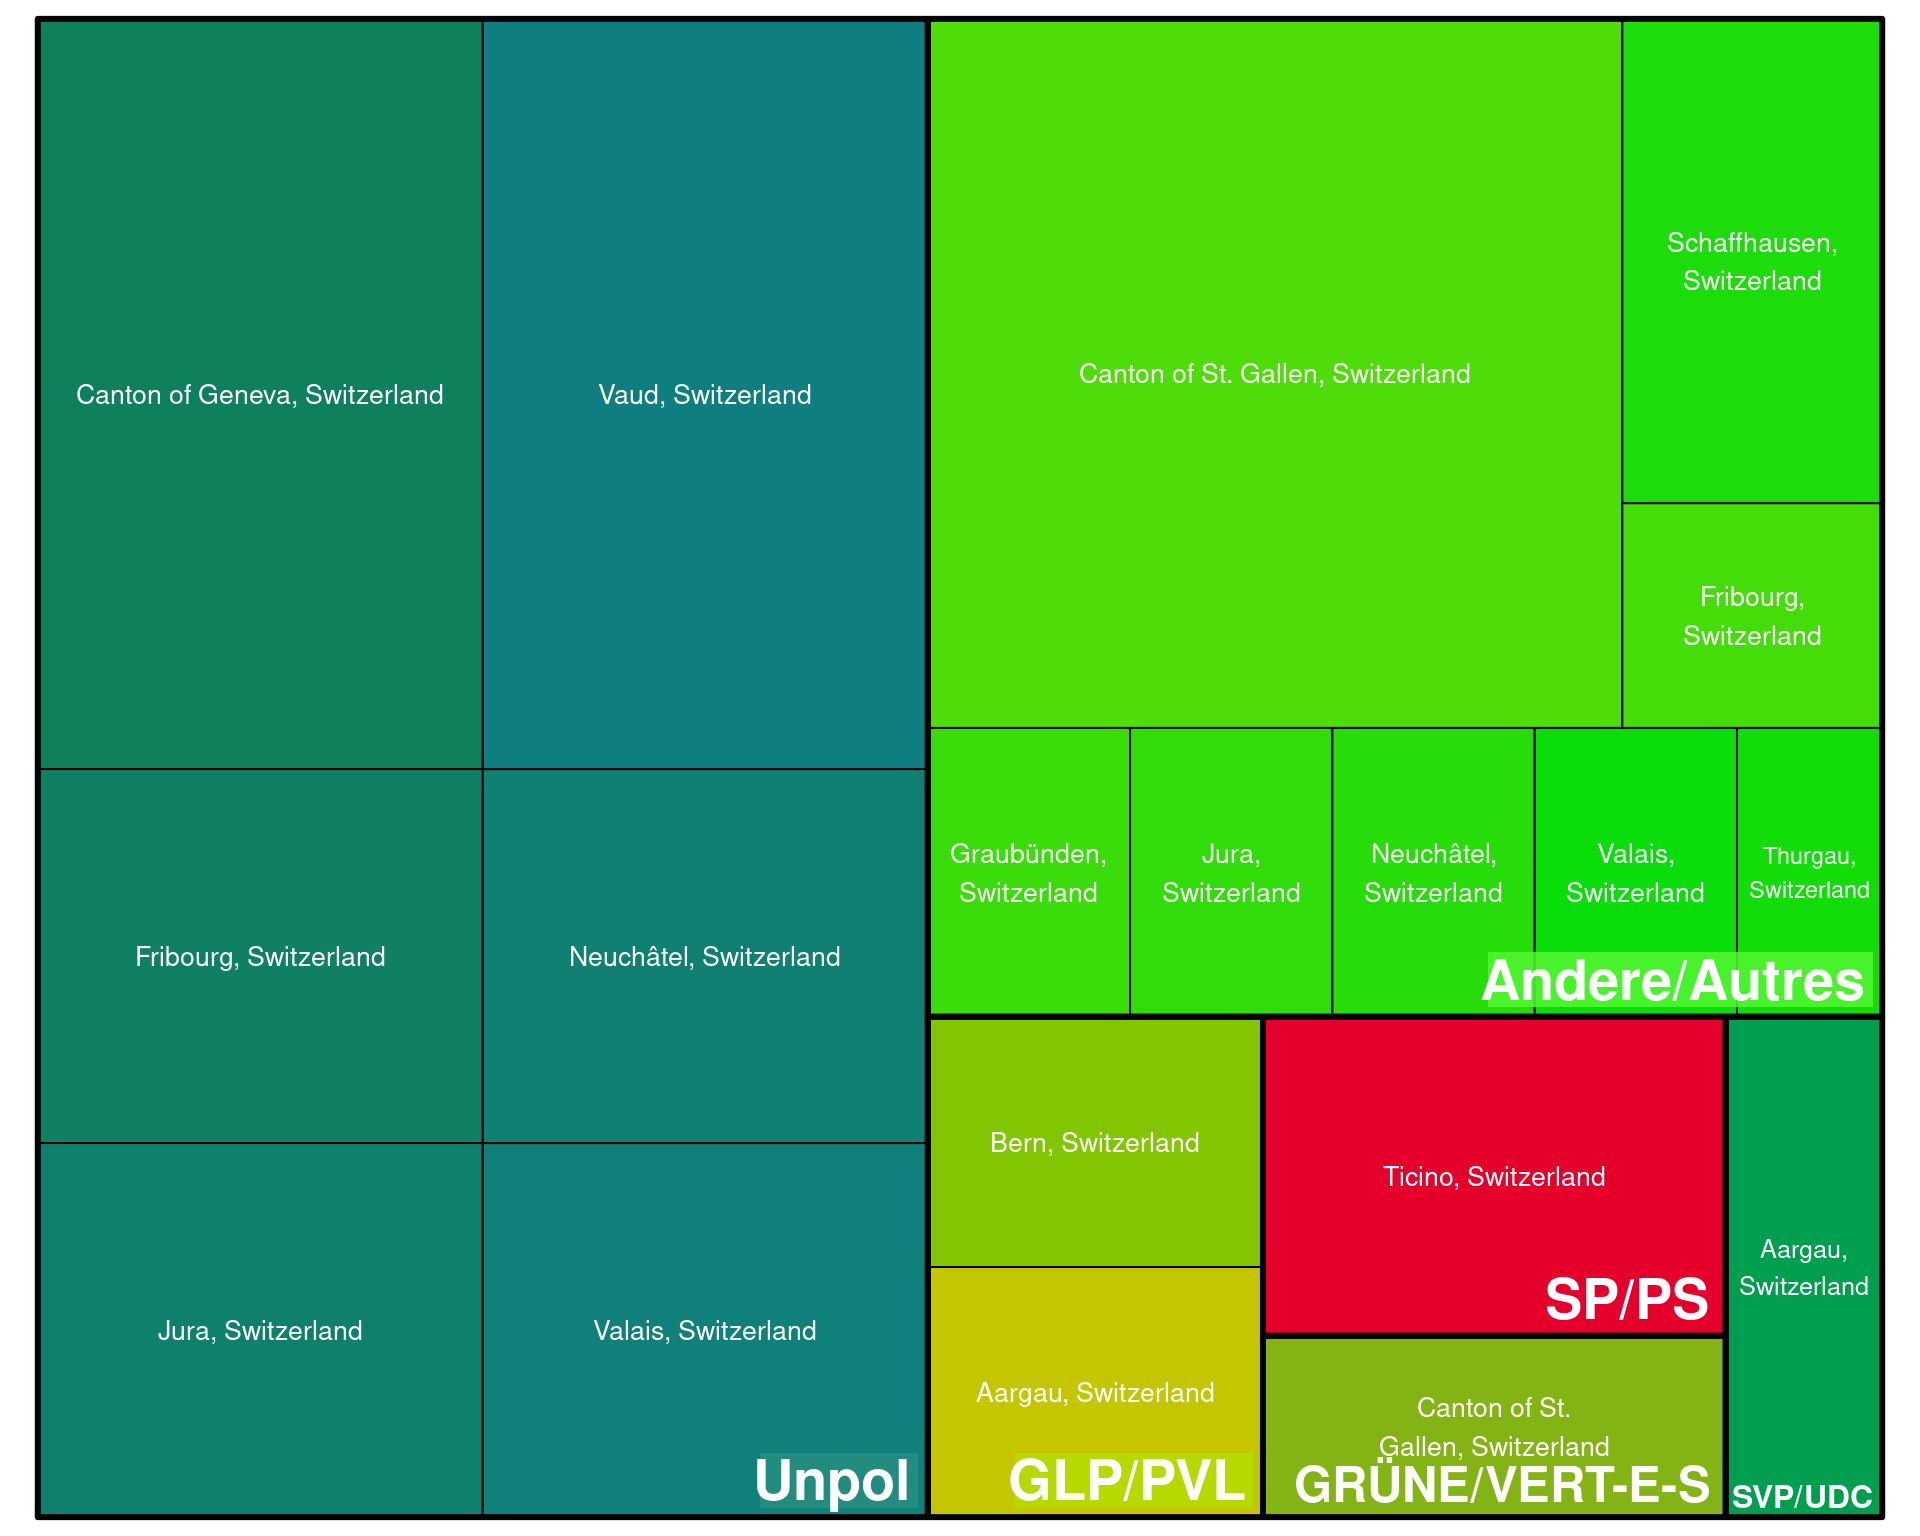 Canton of Geneva, Switzerland
Vaud, Switzerland
Fribourg, Switzerland
Neuchâtel, Switzerland
Jura, Switzerland
Valais, Switzerland
Unpol
Canton of St. Gallen, Switzerland
Schaffhausen,
Switzerland
Fribourg,
Switzerland
Graubünden,
Switzerland
Jura,
Switzerland
Neuchâtel,
Switzerland
Valais,
Switzerland
Thurgau,
Switzerland
Andere/Autres
Bern, Switzerland
Aargau, Switzerland
GLP/PVL
Ticino, Switzerland
SP/PS
Canton of St.
Gallen, Switzerland
GRÜNE/VERT-E-S
Aargau,
Switzerland
SVP/UDC